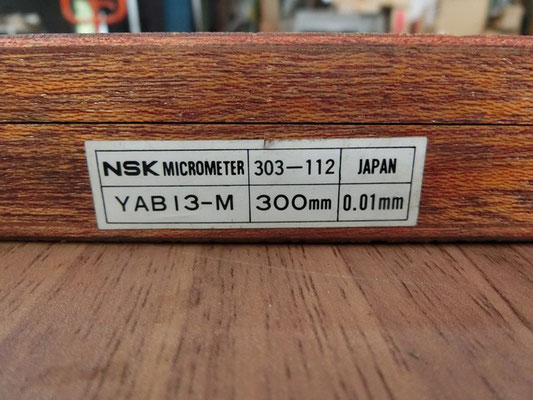 NSK MICROMETER 303-112 JAPAN
YAB13-M 300mm 0.01mm